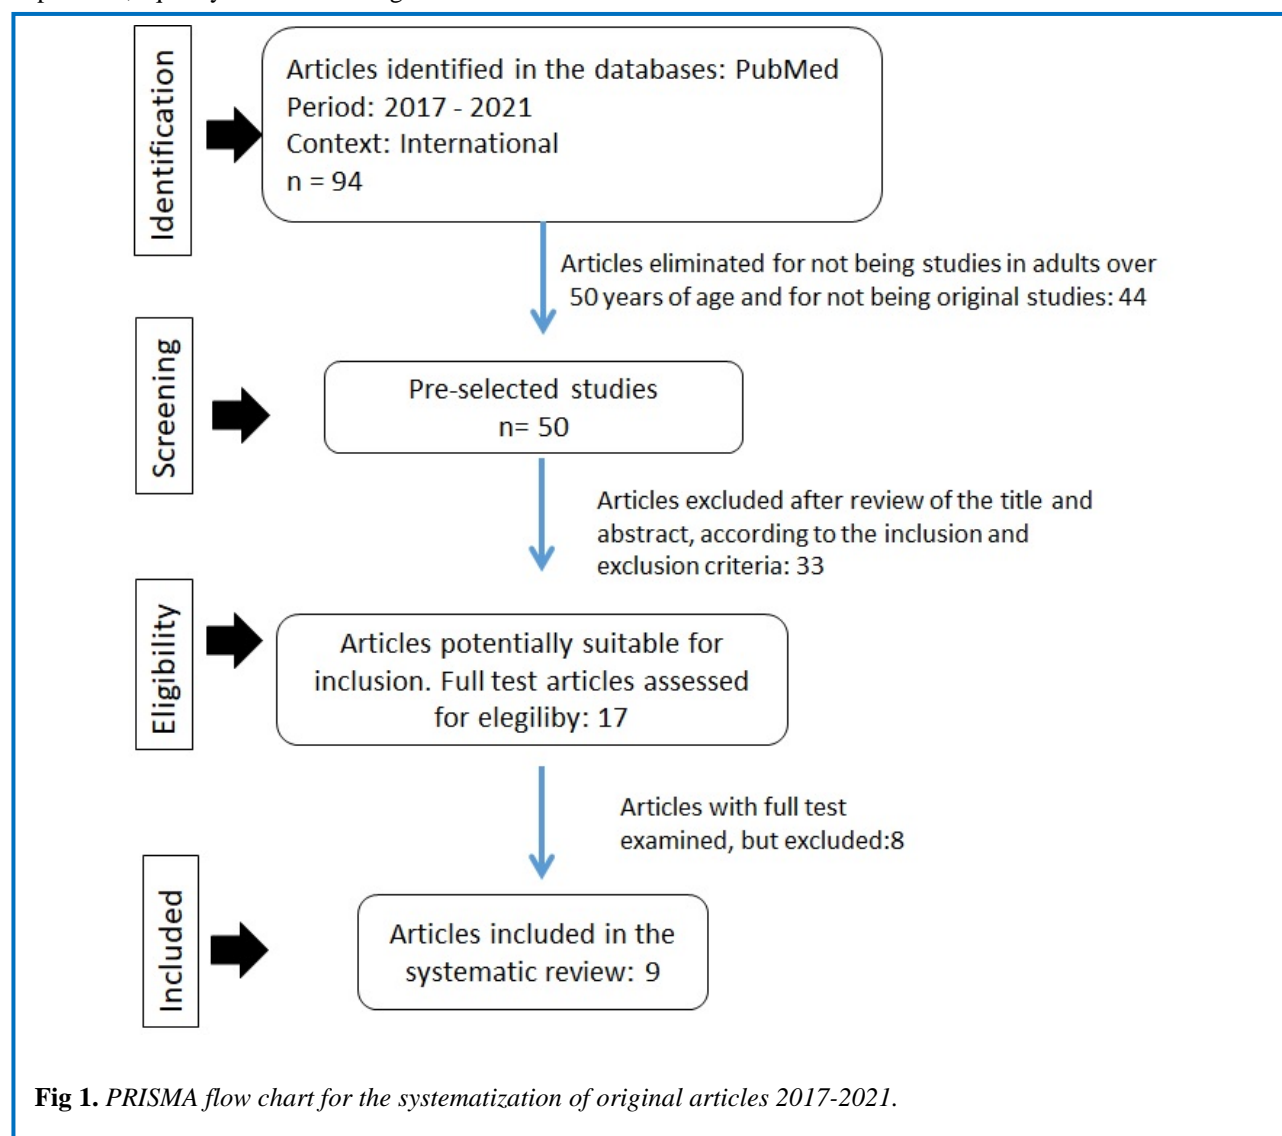 Identification
Articles identified in the databases: PubMed
Period: 2017 - 2021
Context: International
n = 94
Articles eliminated for not being studies in adults over
50 years of age and for not being original studies: 44
Screening
Pre-selected studies
n= 50
Articles excluded after review of the title and
abstract, according to the inclusion and
exclusion criteria: 33
Eligibility
Articles potentially suitable for
inclusion. Full test articles assessed
for elegiliby: 17
Articles with full test
examined, but excluded:8
Included
Articles included in the
systematic review: 9
Fig 1. PRISMA flow chart for the systematization of original articles 2017-2021.